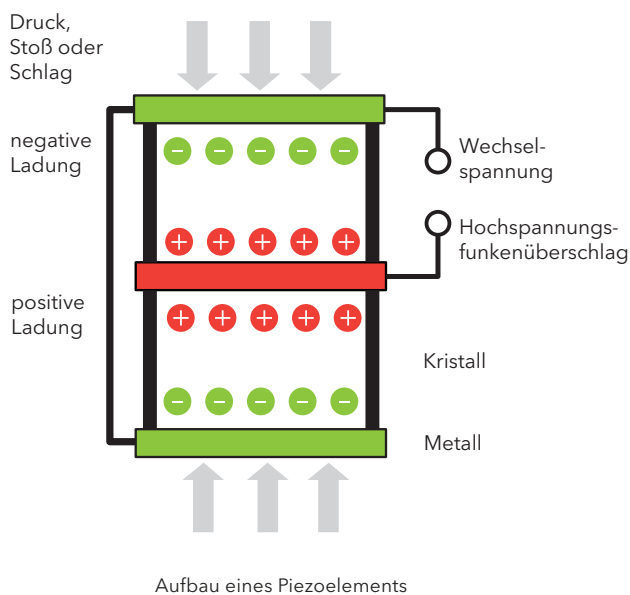 Druck,
Stoß oder
Schlag
negative
Ladung
Wechsel-
spannung
Hochspannungs-
funkenüberschlag
positive
Ladung
Kristall
Metall
Aufbau eines Piezoelements